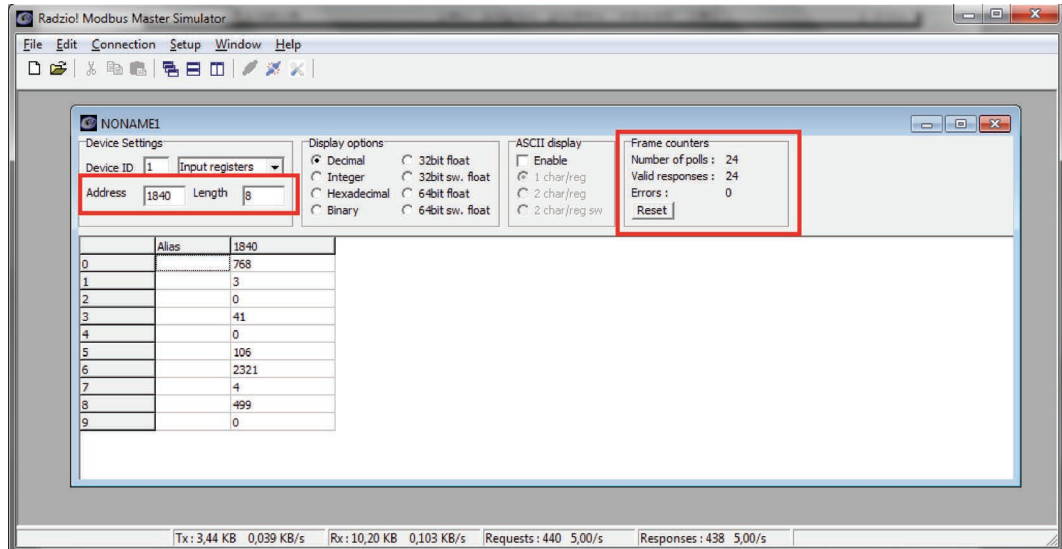 Radzio! Modbus Master Simulator
File Edit Connection Setup Window Help
NONAME1
Device Settings
Device ID 1 Input registers
Address 1840 Length 8
Display options
Decimal 32bit float
Integer 32bit sw. float
Hexadecimal 64bit float
Binary 64bit sw. float
ASCII display
Enable
1 char/reg
2 char/reg
2 char/reg sw
Frame counters
Number of polls : 24
Valid responses : 24
Errors : 0
Reset
Alias 1840
0 768
1 3
2 0
3 41
4 0
5 106
6 2321
7 4
8 499
9 0
Tx : 3,44 KB 0,039 KB/s Rx : 10,20 KB 0,103 KB/s Requests : 440 5,00/s Responses : 438 5,00/s